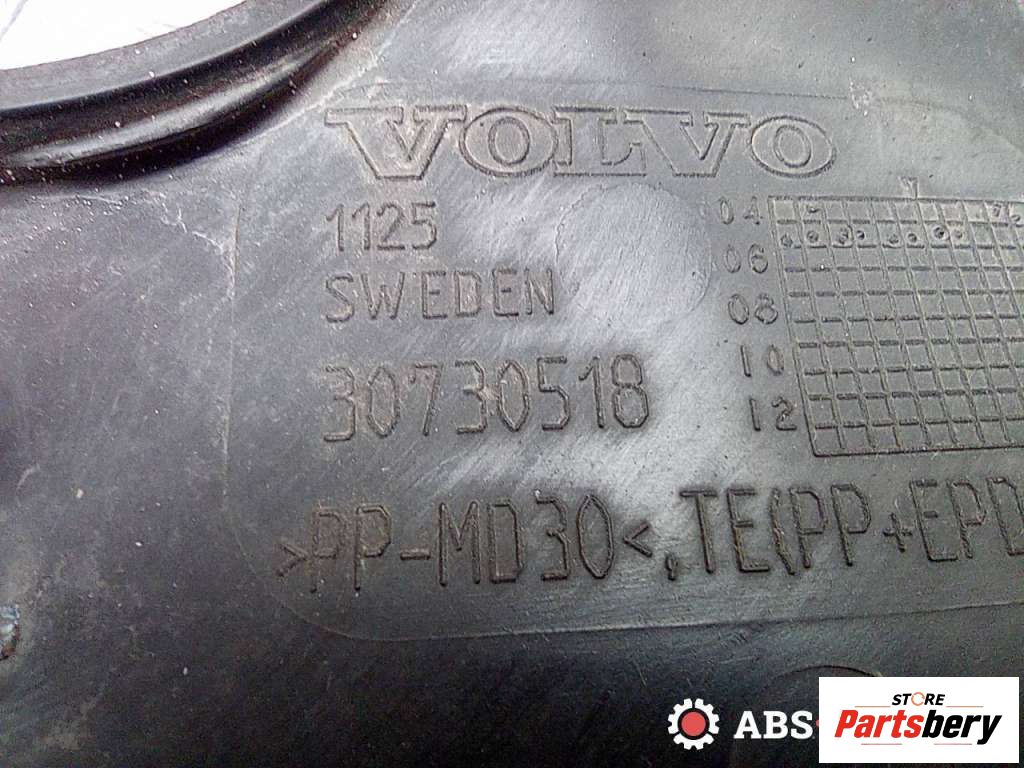 VOLVO
1125
SWEDEN
30730518
>PP-MD30<,TE(PP+EPD
04
06
08
10
12
ABS
STORE
Partsbery